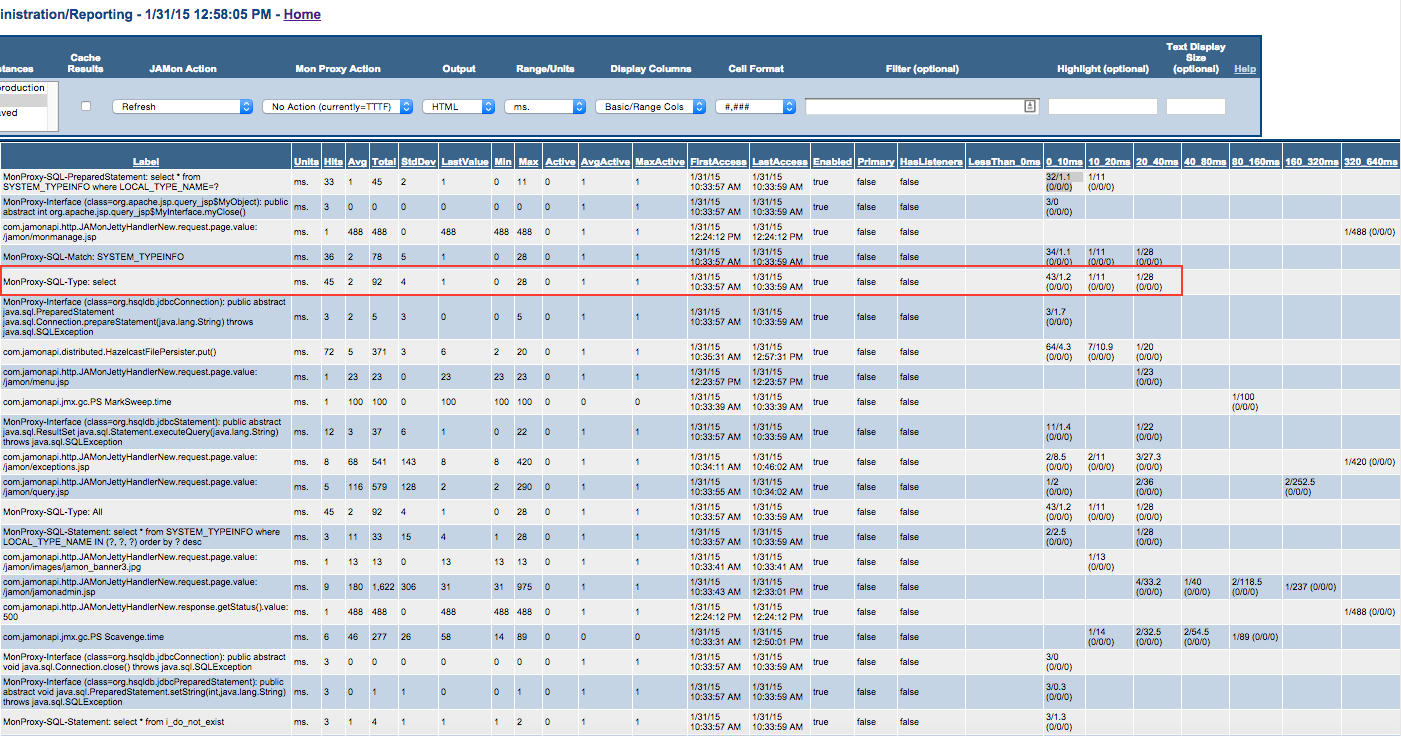 inistration/Reporting - 1/31/15 12:58:05 PM - Home
stances Cache Results JAMon Action Mon Proxy Action Output Range/Units Display Columns Cell Format Filter (optional) Highlight (optional) Text Display Size (optional) Help
roduction
aved
Refresh No Action (currently=TTTF) HTML ms. Basic/Range Cols #,###
Label Units Hits Avg Total StdDev LastValue Min Max Active AvgActive MaxActive FirstAccess LastAccess Enabled Primary HasListeners LessThan_0ms 0_10ms 10_20ms 20_40ms 40_80ms 80_160ms 160_320ms 320_640ms
MonProxy-SQL-PreparedStatement: select * from SYSTEM_TYPEINFO where LOCAL_TYPE_NAME=? ms. 33 1 45 2 1 0 11 0 1 1 1/31/15 10:33:57 AM 1/31/15 10:33:59 AM true false false 32/1.1 (0/0/0) 1/11 (0/0/0)
MonProxy-Interface (class=org.apache.jsp.query_jsp$MyObject): public abstract int org.apache.jsp.query_jsp$MyInterface.myClose() ms. 3 0 0 0 0 0 0 0 1 1 1/31/15 10:33:57 AM 1/31/15 10:33:59 AM true false false 3/0 (0/0/0)
com.jamonapi.http.JAMonJettyHandlerNew.request.page.value: /jamon/monmanage.jsp ms. 1 488 488 0 488 488 488 0 1 1 1/31/15 12:24:12 PM 1/31/15 12:24:12 PM true false false 1/488 (0/0/0)
MonProxy-SQL-Match: SYSTEM_TYPEINFO ms. 36 2 78 5 1 0 28 0 1 1 1/31/15 10:33:57 AM 1/31/15 10:33:59 AM true false false 34/1.1 (0/0/0) 1/11 (0/0/0) 1/28 (0/0/0)
MonProxy-SQL-Type: select ms. 45 2 92 4 1 0 28 0 1 1 1/31/15 10:33:57 AM 1/31/15 10:33:59 AM true false false 43/1.2 (0/0/0) 1/11 (0/0/0) 1/28 (0/0/0)
MonProxy-Interface (class=org.hsqldb.jdbcConnection): public abstract java.sql.PreparedStatement java.sql.Connection.prepareStatement(java.lang.String) throws java.sql.SQLException ms. 3 2 5 3 0 0 5 0 1 1 1/31/15 10:33:57 AM 1/31/15 10:33:59 AM true false false 3/1.7 (0/0/0)
com.jamonapi.distributed.HazelcastFilePersister.put() ms. 72 5 371 3 6 2 20 0 1 1 1/31/15 10:35:31 AM 1/31/15 12:57:31 PM true false false 64/4.3 (0/0/0) 7/10.9 (0/0/0) 1/20 (0/0/0)
com.jamonapi.http.JAMonJettyHandlerNew.request.page.value: /jamon/menu.jsp ms. 1 23 23 0 23 23 23 0 1 1 1/31/15 12:23:57 PM 1/31/15 12:23:57 PM true false false 1/23 (0/0/0)
com.jamonapi.jmx.gc.PS MarkSweep.time ms. 1 100 100 0 100 100 100 0 0 0 1/31/15 10:33:39 AM 1/31/15 10:33:39 AM true false false 1/100 (0/0/0)
MonProxy-Interface (class=org.hsqldb.jdbcStatement): public abstract java.sql.ResultSet java.sql.Statement.executeQuery(java.lang.String) throws java.sql.SQLException ms. 12 3 37 6 1 0 22 0 1 1 1/31/15 10:33:57 AM 1/31/15 10:33:59 AM true false false 11/1.4 (0/0/0) 1/22 (0/0/0)
com.jamonapi.http.JAMonJettyHandlerNew.request.page.value: /jamon/exceptions.jsp ms. 8 68 541 143 8 8 420 0 1 1 1/31/15 10:34:11 AM 1/31/15 10:46:02 AM true false false 2/8.5 (0/0/0) 2/11 (0/0/0) 3/27.3 (0/0/0) 1/420 (0/0/0)
com.jamonapi.http.JAMonJettyHandlerNew.request.page.value: /jamon/query.jsp ms. 5 116 579 128 2 2 290 0 1 1 1/31/15 10:33:55 AM 1/31/15 10:34:02 AM true false false 1/2 (0/0/0) 2/36 (0/0/0) 2/252.5 (0/0/0)
MonProxy-SQL-Type: All ms. 45 2 92 4 1 0 28 0 1 1 1/31/15 10:33:57 AM 1/31/15 10:33:59 AM true false false 43/1.2 (0/0/0) 1/11 (0/0/0) 1/28 (0/0/0)
MonProxy-SQL-Statement: select * from SYSTEM_TYPEINFO where LOCAL_TYPE_NAME IN (?, ?, ?) order by ? desc ms. 3 11 33 15 4 1 28 0 1 1 1/31/15 10:33:57 AM 1/31/15 10:33:59 AM true false false 2/2.5 (0/0/0) 1/28 (0/0/0)
com.jamonapi.http.JAMonJettyHandlerNew.request.page.value: /jamon/images/jamon_banner3.jpg ms. 1 13 13 0 13 13 13 0 1 1 1/31/15 10:33:41 AM 1/31/15 10:33:41 AM true false false 1/13 (0/0/0)
com.jamonapi.http.JAMonJettyHandlerNew.request.page.value: /jamon/jamonadmin.jsp ms. 9 180 1,622 306 31 31 975 0 1 1 1/31/15 10:33:43 AM 1/31/15 12:33:01 PM true false false 4/33.2 (0/0/0) 1/40 (0/0/0) 2/118.5 (0/0/0) 1/237 (0/0/0)
com.jamonapi.http.JAMonJettyHandlerNew.response.getStatus().value: 500 ms. 1 488 488 0 488 488 488 0 1 1 1/31/15 12:24:12 PM 1/31/15 12:24:12 PM true false false 1/488 (0/0/0)
com.jamonapi.jmx.gc.PS Scavenge.time ms. 6 46 277 26 58 14 89 0 0 0 1/31/15 10:33:31 AM 1/31/15 12:50:01 PM true false false 1/14 (0/0/0) 2/32.5 (0/0/0) 2/54.5 (0/0/0) 1/89 (0/0/0)
MonProxy-Interface (class=org.hsqldb.jdbcConnection): public abstract void java.sql.Connection.close() throws java.sql.SQLException ms. 3 0 0 0 0 0 0 0 1 1 1/31/15 10:33:57 AM 1/31/15 10:33:59 AM true false false 3/0 (0/0/0)
MonProxy-Interface (class=org.hsqldb.jdbcPreparedStatement): public abstract void java.sql.PreparedStatement.setString(int,java.lang.String) throws java.sql.SQLException ms. 3 0 1 1 0 0 1 0 1 1 1/31/15 10:33:57 AM 1/31/15 10:33:59 AM true false false 3/0.3 (0/0/0)
MonProxy-SQL-Statement: select * from i_do_not_exist ms. 3 1 4 1 1 1 2 0 1 1 1/31/15 10:33:57 AM 1/31/15 10:33:59 AM true false false 3/1.3 (0/0/0)